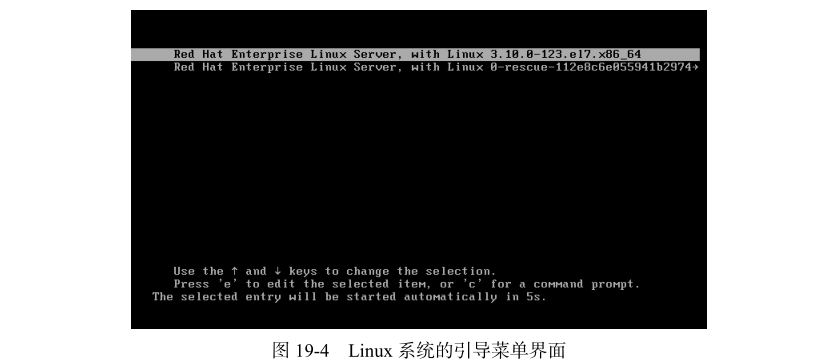 Red Hat Enterprise Linux Server, with Linux 3.10.0-123.el7.x86_64
Red Hat Enterprise Linux Server, with Linux 0-rescue-112e8c6e055941b2974→
Use the ↑ and ↓ keys to change the selection.
Press 'e' to edit the selected item, or 'c' for a command prompt.
The selected entry will be started automatically in 5s.
图 19-4 Linux 系统的引导菜单界面